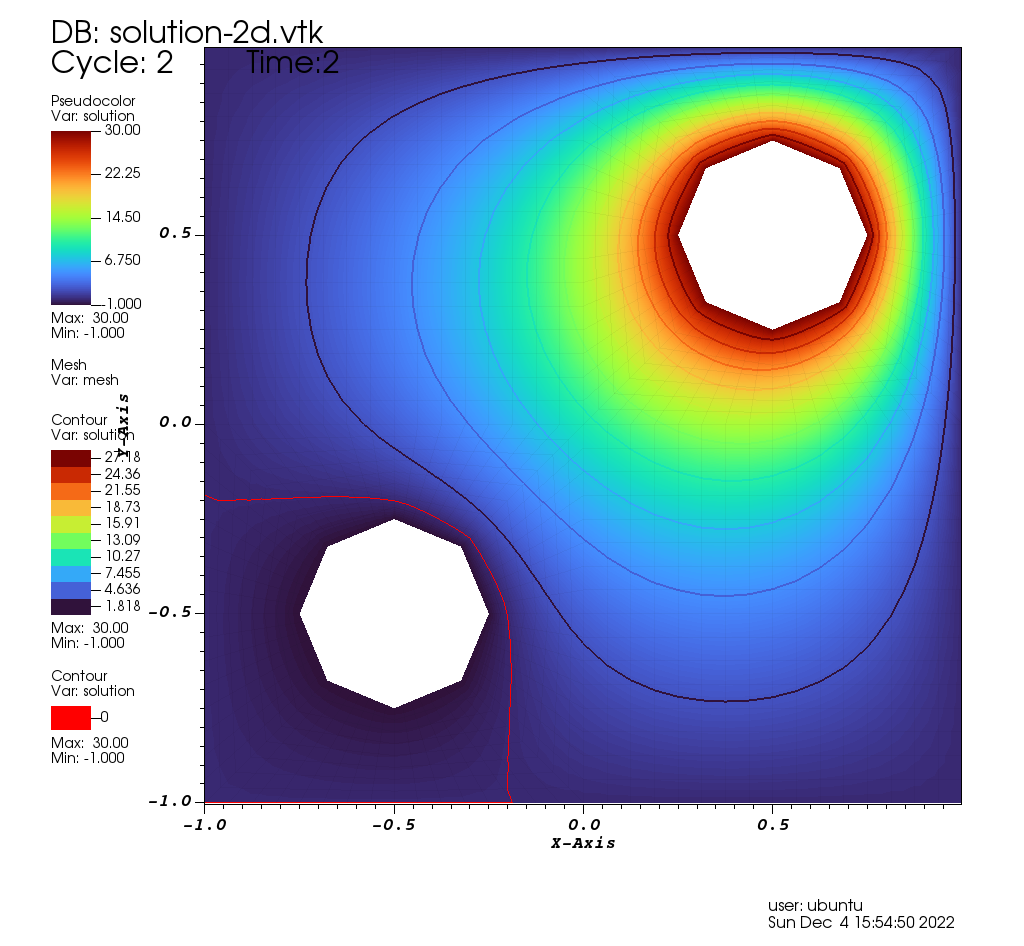 DB: solution-2d.vtk
Cycle: 2 Time:2
Pseudocolor
Var: solution
30.00
22.25
14.50
6.750
-1.000
Max: 30.00
Min: -1.000
Mesh
Var: mesh
Contour
Var: solution
27.18
24.36
21.55
18.73
15.91
13.09
10.27
7.455
4.636
1.818
Max: 30.00
Min: -1.000
Contour
Var: solution
0
Max: 30.00
Min: -1.000
Y-Axis
0.5
0.0
-0.5
-1.0
-1.0 -0.5 0.0 0.5
X-Axis
user: ubuntu
Sun Dec 4 15:54:50 2022